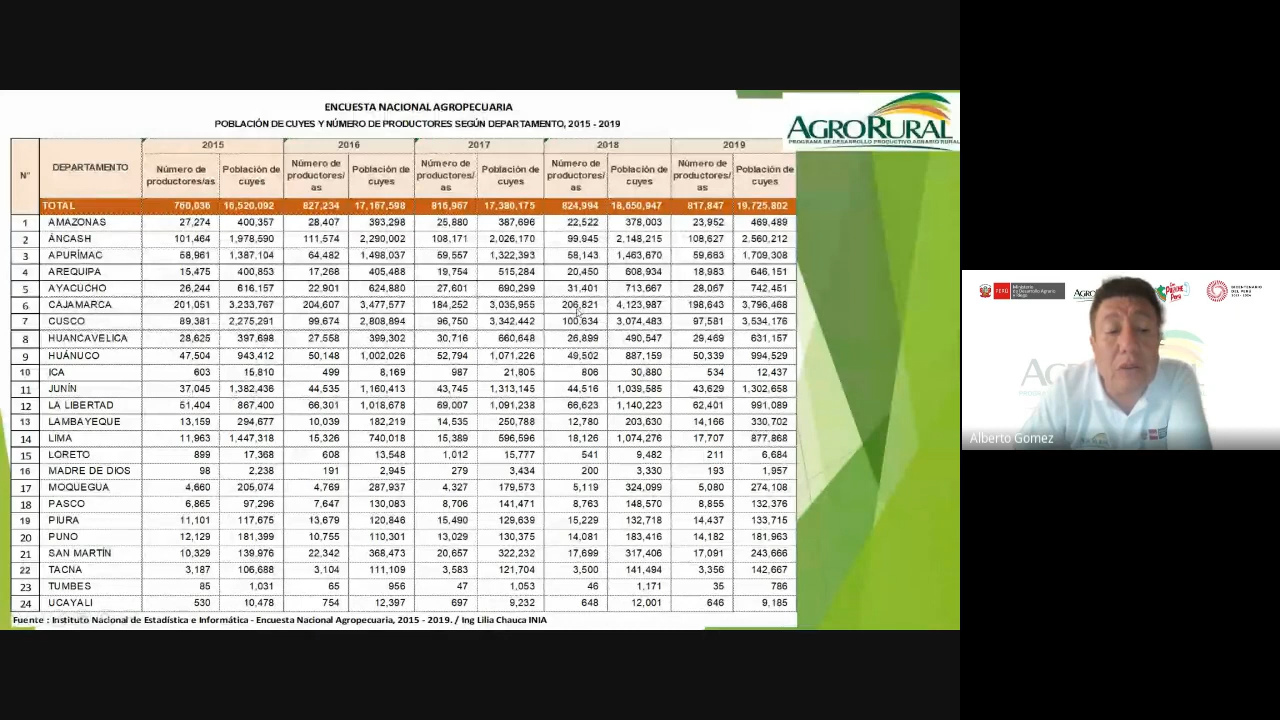 ENCUESTA NACIONAL AGROPECUARIA
POBLACIÓN DE CUYES Y NÚMERO DE PRODUCTORES SEGÚN DEPARTAMENTO, 2015 - 2019
AGRORURAL
PROGRAMA DE DESARROLLO PRODUCTIVO AGRARIO RURAL
N° DEPARTAMENTO 2015 2016 2017 2018 2019
Número de productores/as Población de cuyes Número de productores/as Población de cuyes Número de productores/as Población de cuyes Número de productores/as Población de cuyes Número de productores/as Población de cuyes
TOTAL 760,036 16,520,092 827,234 17,167,598 816,967 17,380,175 824,994 18,650,947 817,847 19,725,802
1 AMAZONAS 27,274 400,357 28,407 393,298 25,880 387,696 22,522 378,003 23,952 469,489
2 ÁNCASH 101,464 1,978,590 111,574 2,290,002 108,171 2,026,170 99,945 2,148,215 108,627 2,560,212
3 APURÍMAC 58,961 1,387,104 64,482 1,498,037 59,557 1,322,393 58,143 1,463,670 59,663 1,709,308
4 AREQUIPA 15,475 400,853 17,268 405,488 19,754 515,284 20,450 608,934 18,983 646,151
5 AYACUCHO 26,244 616,157 22,901 624,880 27,601 690,299 31,401 713,667 28,067 742,451
6 CAJAMARCA 201,051 3,233,767 204,607 3,477,577 184,252 3,035,955 206,821 4,123,987 198,643 3,796,468
7 CUSCO 89,381 2,275,291 99,674 2,808,894 96,750 3,342,442 100,634 3,074,483 97,581 3,534,176
8 HUANCAVELICA 28,625 397,698 27,558 399,302 30,716 660,648 26,899 490,547 29,469 631,157
9 HUÁNUCO 47,504 943,412 50,148 1,002,026 52,794 1,071,226 49,502 887,159 50,339 994,529
10 ICA 603 15,810 499 8,169 987 21,805 806 30,880 534 12,437
11 JUNÍN 37,045 1,382,436 44,535 1,160,413 43,745 1,313,145 44,516 1,039,585 43,629 1,302,658
12 LA LIBERTAD 51,404 867,400 66,301 1,018,678 69,007 1,091,238 66,623 1,140,223 62,401 991,089
13 LAMBAYEQUE 13,159 294,677 10,039 182,219 14,535 250,788 12,780 203,630 14,166 330,702
14 LIMA 11,963 1,447,318 15,326 740,018 15,389 596,596 18,126 1,074,276 17,707 877,868
15 LORETO 899 17,368 608 13,548 1,012 15,777 541 9,482 211 6,684
16 MADRE DE DIOS 98 2,238 191 2,945 279 3,434 200 3,330 193 1,957
17 MOQUEGUA 4,660 205,074 4,769 287,937 4,327 179,573 5,119 324,099 5,080 274,108
18 PASCO 6,865 97,296 7,647 130,083 8,706 141,471 8,763 148,570 8,855 132,376
19 PIURA 11,101 117,675 13,679 120,846 15,490 129,639 15,229 132,718 14,437 133,715
20 PUNO 12,129 181,399 10,755 110,301 13,029 130,375 14,081 183,416 14,182 181,963
21 SAN MARTÍN 10,329 139,976 22,342 368,473 20,657 322,232 17,699 317,406 17,091 243,666
22 TACNA 3,187 106,688 3,104 111,109 3,583 121,704 3,500 141,494 3,356 142,667
23 TUMBES 85 1,031 65 956 47 1,053 46 1,171 35 786
24 UCAYALI 530 10,478 754 12,397 697 9,232 648 12,001 646 9,185
Fuente : Instituto Nacional de Estadística e Informática - Encuesta Nacional Agropecuaria, 2015 - 2019. / Ing Lilia Chauca INIA
PERÚ Ministerio de Desarrollo Agrario y Riego
BICENTENARIO DEL PERÚ
Alberto Gomez